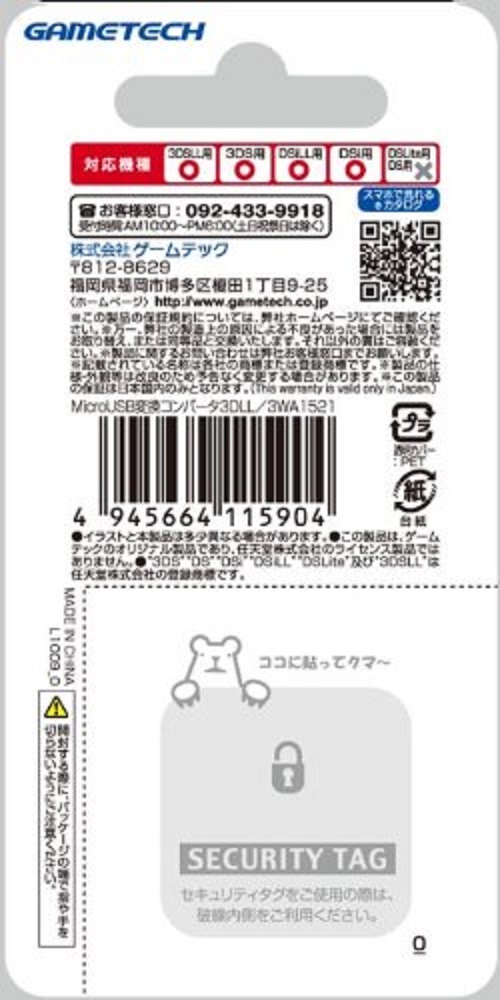 GAMETECH
対応機種
3DSLL用
3DS用
DSiLL用
DSi用
DSLite用
DS用
スマホで見れる
eカタログ
☎お客様窓口：092-433-9918
受付時間:AM10:00～PM6:00(土日祝祭日は除く)
株式会社ゲームテック
〒812-8629
福岡県福岡市博多区榎田1丁目9-25
〈ホームページ〉http://www.gametech.co.jp
※この製品の保証規約については、弊社ホームページにてご確認くだ
さい。※万一、弊社の製造上の原因による不良があった場合には製品を
お取り替え、または同等品と交換いたします。それ以外の責はご容赦くだ
さい。※製品に関するお問い合わせは弊社お客様窓口までお願いします。
※記載されている名称は各社の商標または登録商標です。※製品の仕
様・外観等は改良のため予告なく変更する場合があります。※この製品
の保証は日本国内のみとなります。(This warranty is valid only in Japan.)
MicroUSB変換コンバータ3DLL／3WA1521
プラ
透明カバー
:PET
紙
台紙
4 945664 115904
●イラストと本製品は多少異なる場合があります。●この製品は、ゲーム
テックのオリジナル製品であり、任天堂株式会社のライセンス製品では
ありません。●"3DS""DS""DSi""DSiLL""DSLite"及び"3DSLL"は
任天堂株式会社の登録商標です。
MADE IN CHINA
L1009_0
開封する際に、パッケージの端で指や手を
切らないようにご注意ください。
ココに貼ってクマ～
SECURITY TAG
セキュリティタグをご使用の際は、
破線内側をご利用ください。
0